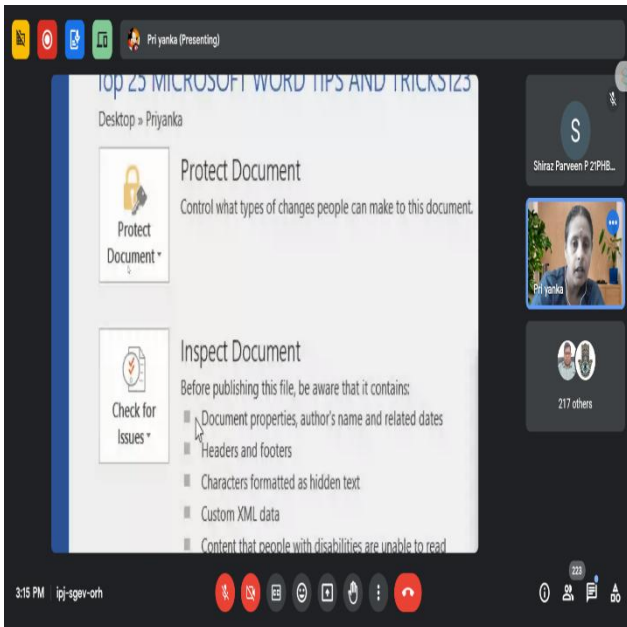 Pri yanka (Presenting)
Top 25 MICROSOFT WORD TIPS AND TRICKS123
Desktop » Priyanka
Protect Document
Control what types of changes people can make to this document.
Protect
Document
Inspect Document
Before publishing this file, be aware that it contains:
Check for
Issues
Document properties, author's name and related dates
Headers and footers
Characters formatted as hidden text
Custom XML data
Content that people with disabilities are unable to read
S
Shiraz Parveen P 21PHB...
Pri yanka
217 others
3:15 PM ipj-sgev-orh
223